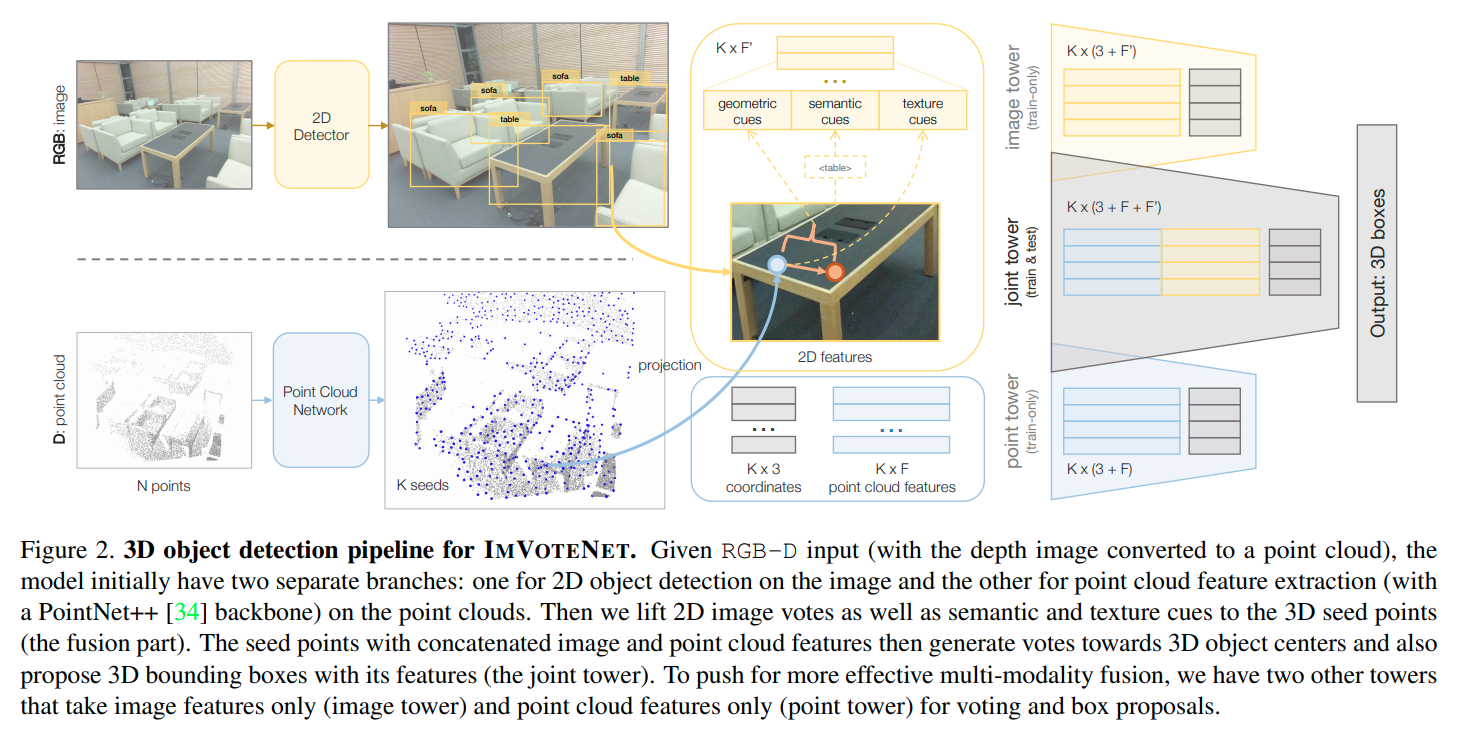 RGB: image
2D
Detector
sofa
sofa
sofa
table
table
sofa
K x F'
...
geometric
cues
semantic
cues
texture
cues
<table>
2D features
D: point cloud
N points
Point Cloud
Network
K seeds
projection
...
K x 3
coordinates
...
K x F
point cloud features
image tower
(train-only)
K x (3 + F')
joint tower
(train & test)
K x (3 + F + F')
point tower
(train-only)
K x (3 + F)
Output: 3D boxes
Figure 2. 3D object detection pipeline for IMVOTENET. Given RGB-D input (with the depth image converted to a point cloud), the
model initially have two separate branches: one for 2D object detection on the image and the other for point cloud feature extraction (with
a PointNet++ [34] backbone) on the point clouds. Then we lift 2D image votes as well as semantic and texture cues to the 3D seed points
(the fusion part). The seed points with concatenated image and point cloud features then generate votes towards 3D object centers and also
propose 3D bounding boxes with its features (the joint tower). To push for more effective multi-modality fusion, we have two other towers
that take image features only (image tower) and point cloud features only (point tower) for voting and box proposals.